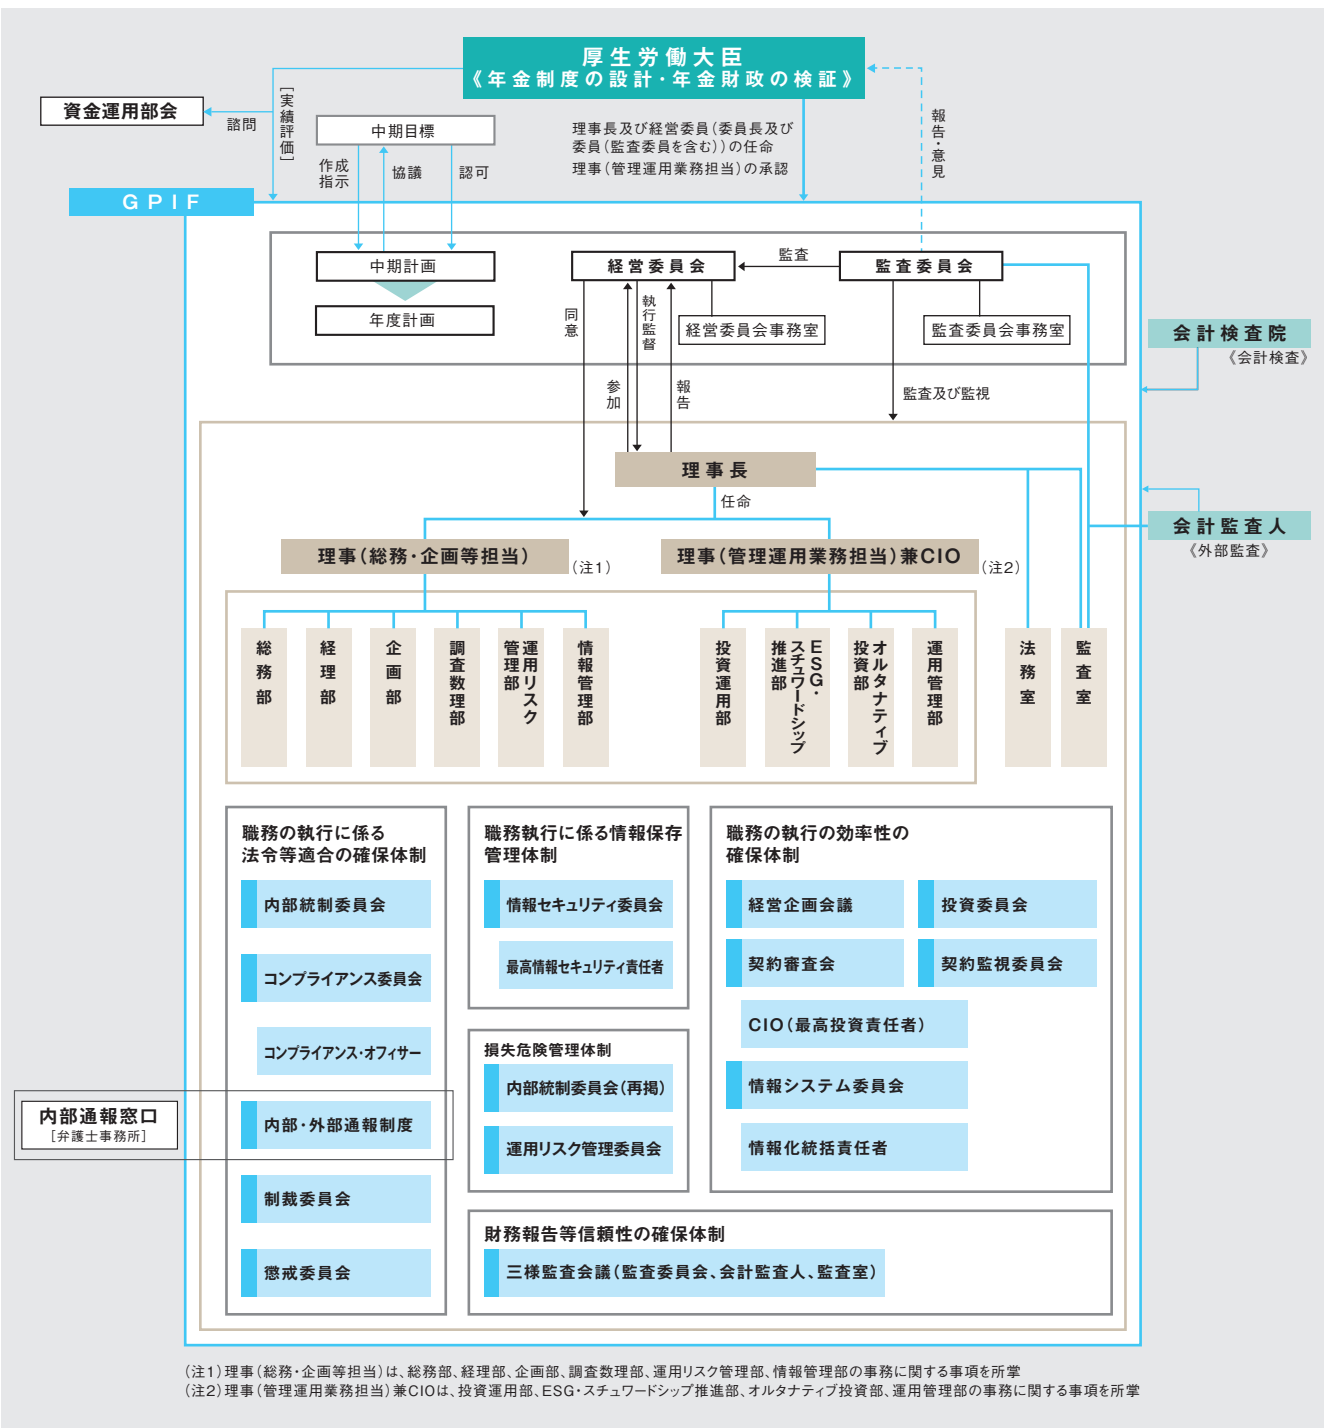 厚生労働大臣
《年金制度の設計・年金財政の検証》
資金運用部会
諮問
[実績評価]
中期目標
作成
指示
協議
認可
理事長及び経営委員(委員長及び
委員(監査委員を含む))の任命
理事(管理運用業務担当)の承認
報告・意見
GPIF
中期計画
年度計画
経営委員会
監査
監査委員会
同意
執行監督
経営委員会事務室
監査委員会事務室
会計検査院
《会計検査》
参加
報告
監査及び監視
理事長
任命
会計監査人
《外部監査》
理事(総務・企画等担当)
(注1)
理事(管理運用業務担当)兼CIO
(注2)
総務部
経理部
企画部
調査数理部
運用リスク
管理部
情報管理部
投資運用部
ESG・
スチュワードシップ
推進部
オルタナティブ
投資部
運用管理部
法務室
監査室
職務の執行に係る
法令等適合の確保体制
内部統制委員会
コンプライアンス委員会
コンプライアンス・オフィサー
内部通報窓口
[弁護士事務所]
内部・外部通報制度
制裁委員会
懲戒委員会
職務執行に係る情報保存
管理体制
情報セキュリティ委員会
最高情報セキュリティ責任者
損失危険管理体制
内部統制委員会(再掲)
運用リスク管理委員会
職務の執行の効率性の
確保体制
経営企画会議
投資委員会
契約審査会
契約監視委員会
CIO(最高投資責任者)
情報システム委員会
情報化統括責任者
財務報告等信頼性の確保体制
三様監査会議(監査委員会、会計監査人、監査室)
(注1)理事(総務・企画等担当)は、総務部、経理部、企画部、調査数理部、運用リスク管理部、情報管理部の事務に関する事項を所掌
(注2)理事(管理運用業務担当)兼CIOは、投資運用部、ESG・スチュワードシップ推進部、オルタナティブ投資部、運用管理部の事務に関する事項を所掌